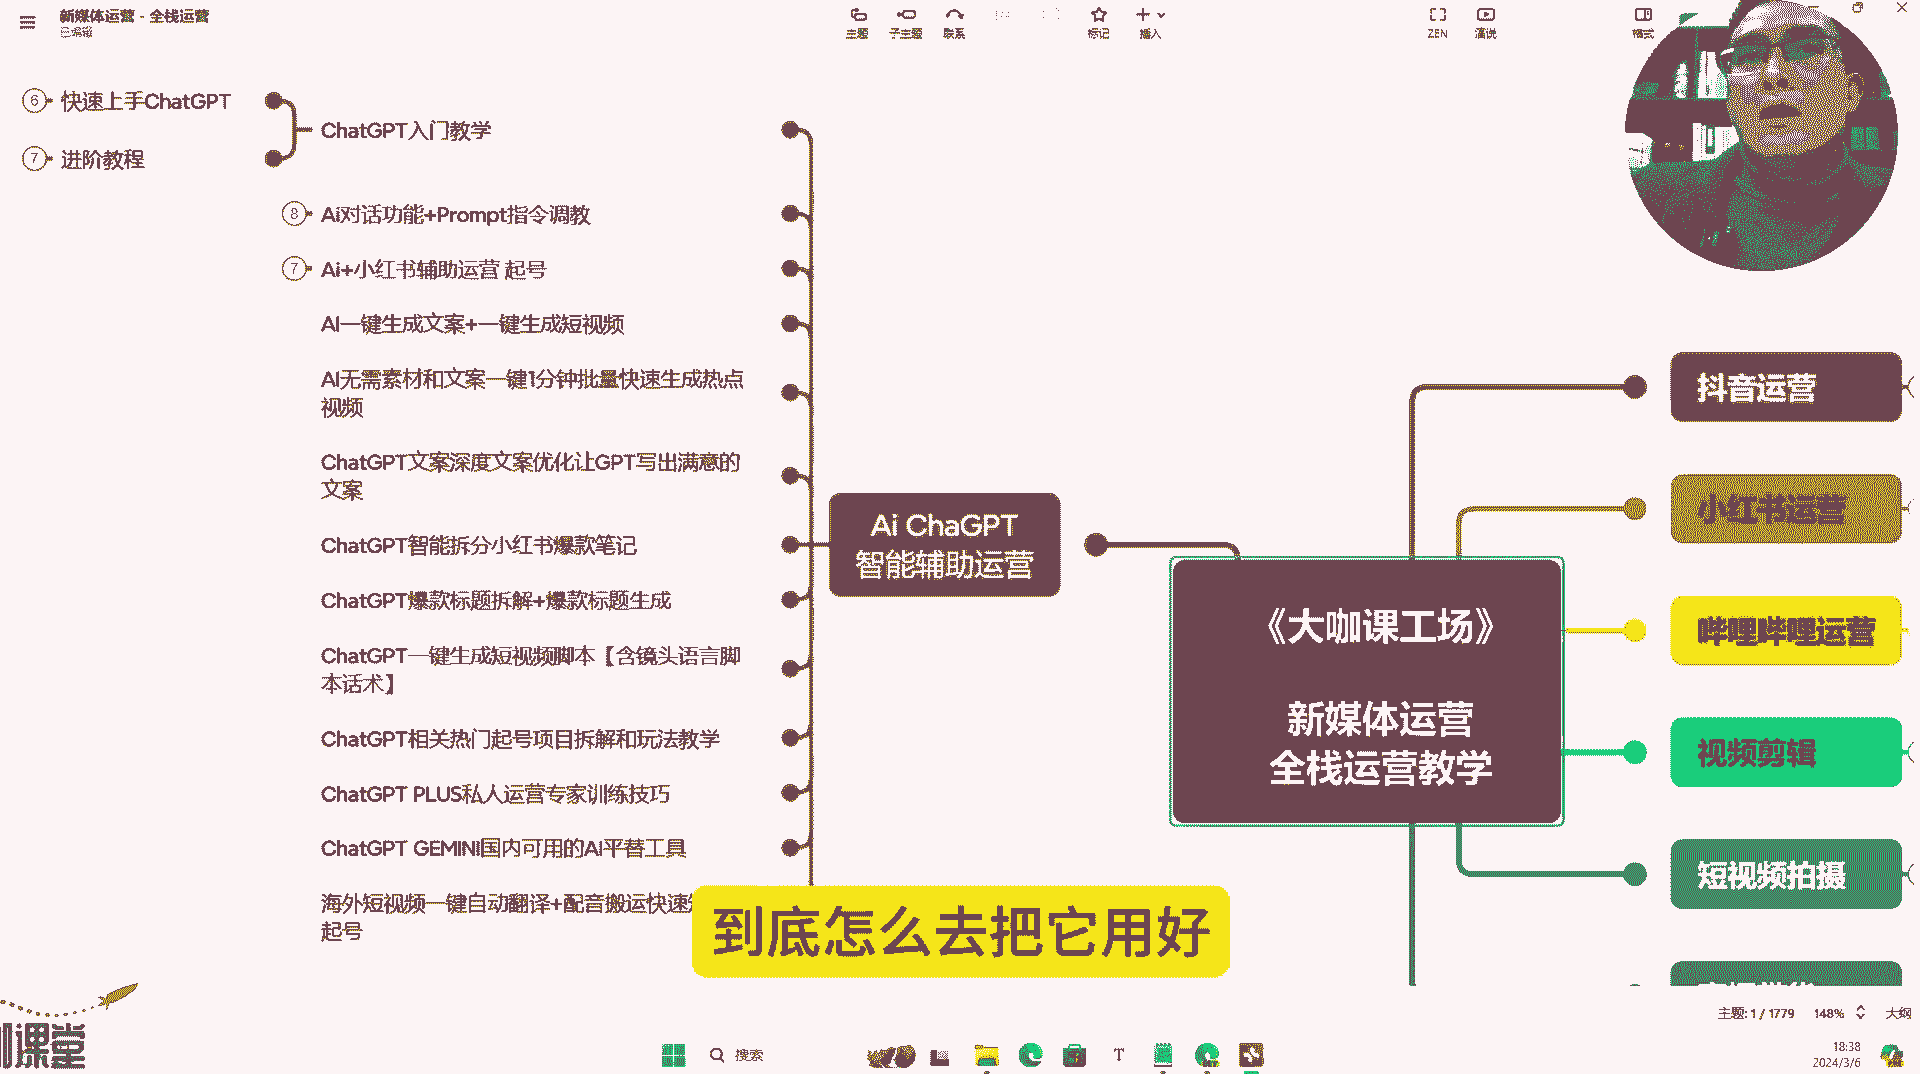 新媒体运营 - 全栈运营
已编辑
主题
子主题
联系
标记
插入
ZEN
演说
格式
6 快速上手ChatGPT
7 进阶教程
ChatGPT入门教学
8 Ai对话功能+Prompt指令调教
7 Ai+小红书辅助运营 起号
AI一键生成文案+一键生成短视频
AI无需素材和文案一键1分钟批量快速生成热点
视频
ChatGPT文案深度文案优化让GPT写出满意的
文案
ChatGPT智能拆分小红书爆款笔记
ChatGPT爆款标题拆解+爆款标题生成
ChatGPT一键生成短视频脚本【含镜头语言脚
本话术】
ChatGPT相关热门起号项目拆解和玩法教学
ChatGPT PLUS私人运营专家训练技巧
ChatGPT GEMINI国内可用的AI平替工具
海外短视频一键自动翻译+配音搬运快速
起号
Ai ChaGPT
智能辅助运营
《大咖课工场》
新媒体运营
全栈运营教学
抖音运营
小红书运营
哔哩哔哩运营
视频剪辑
短视频拍摄
到底怎么去把它用好
课堂
主题: 1 / 1779
148%
大纲
搜索
18:38
2024/3/6